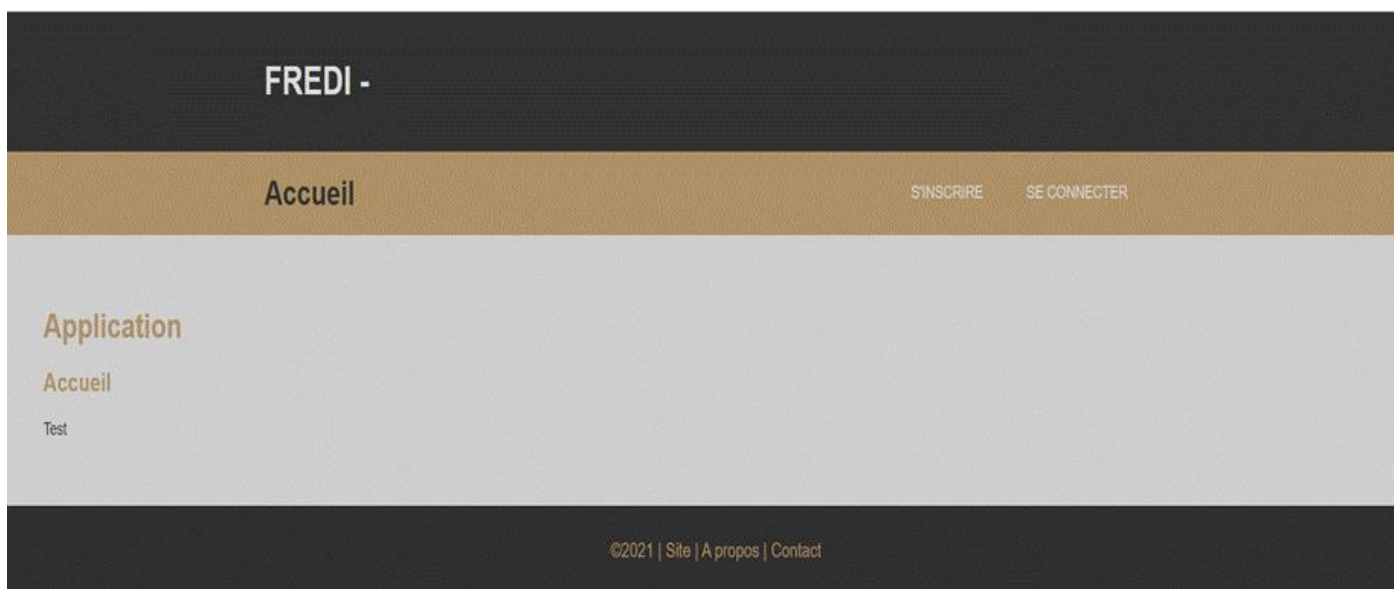 FREDI -
Accueil
S'INSCRIRE SE CONNECTER
Application
Accueil
Test
©2021 | Site | A propos | Contact